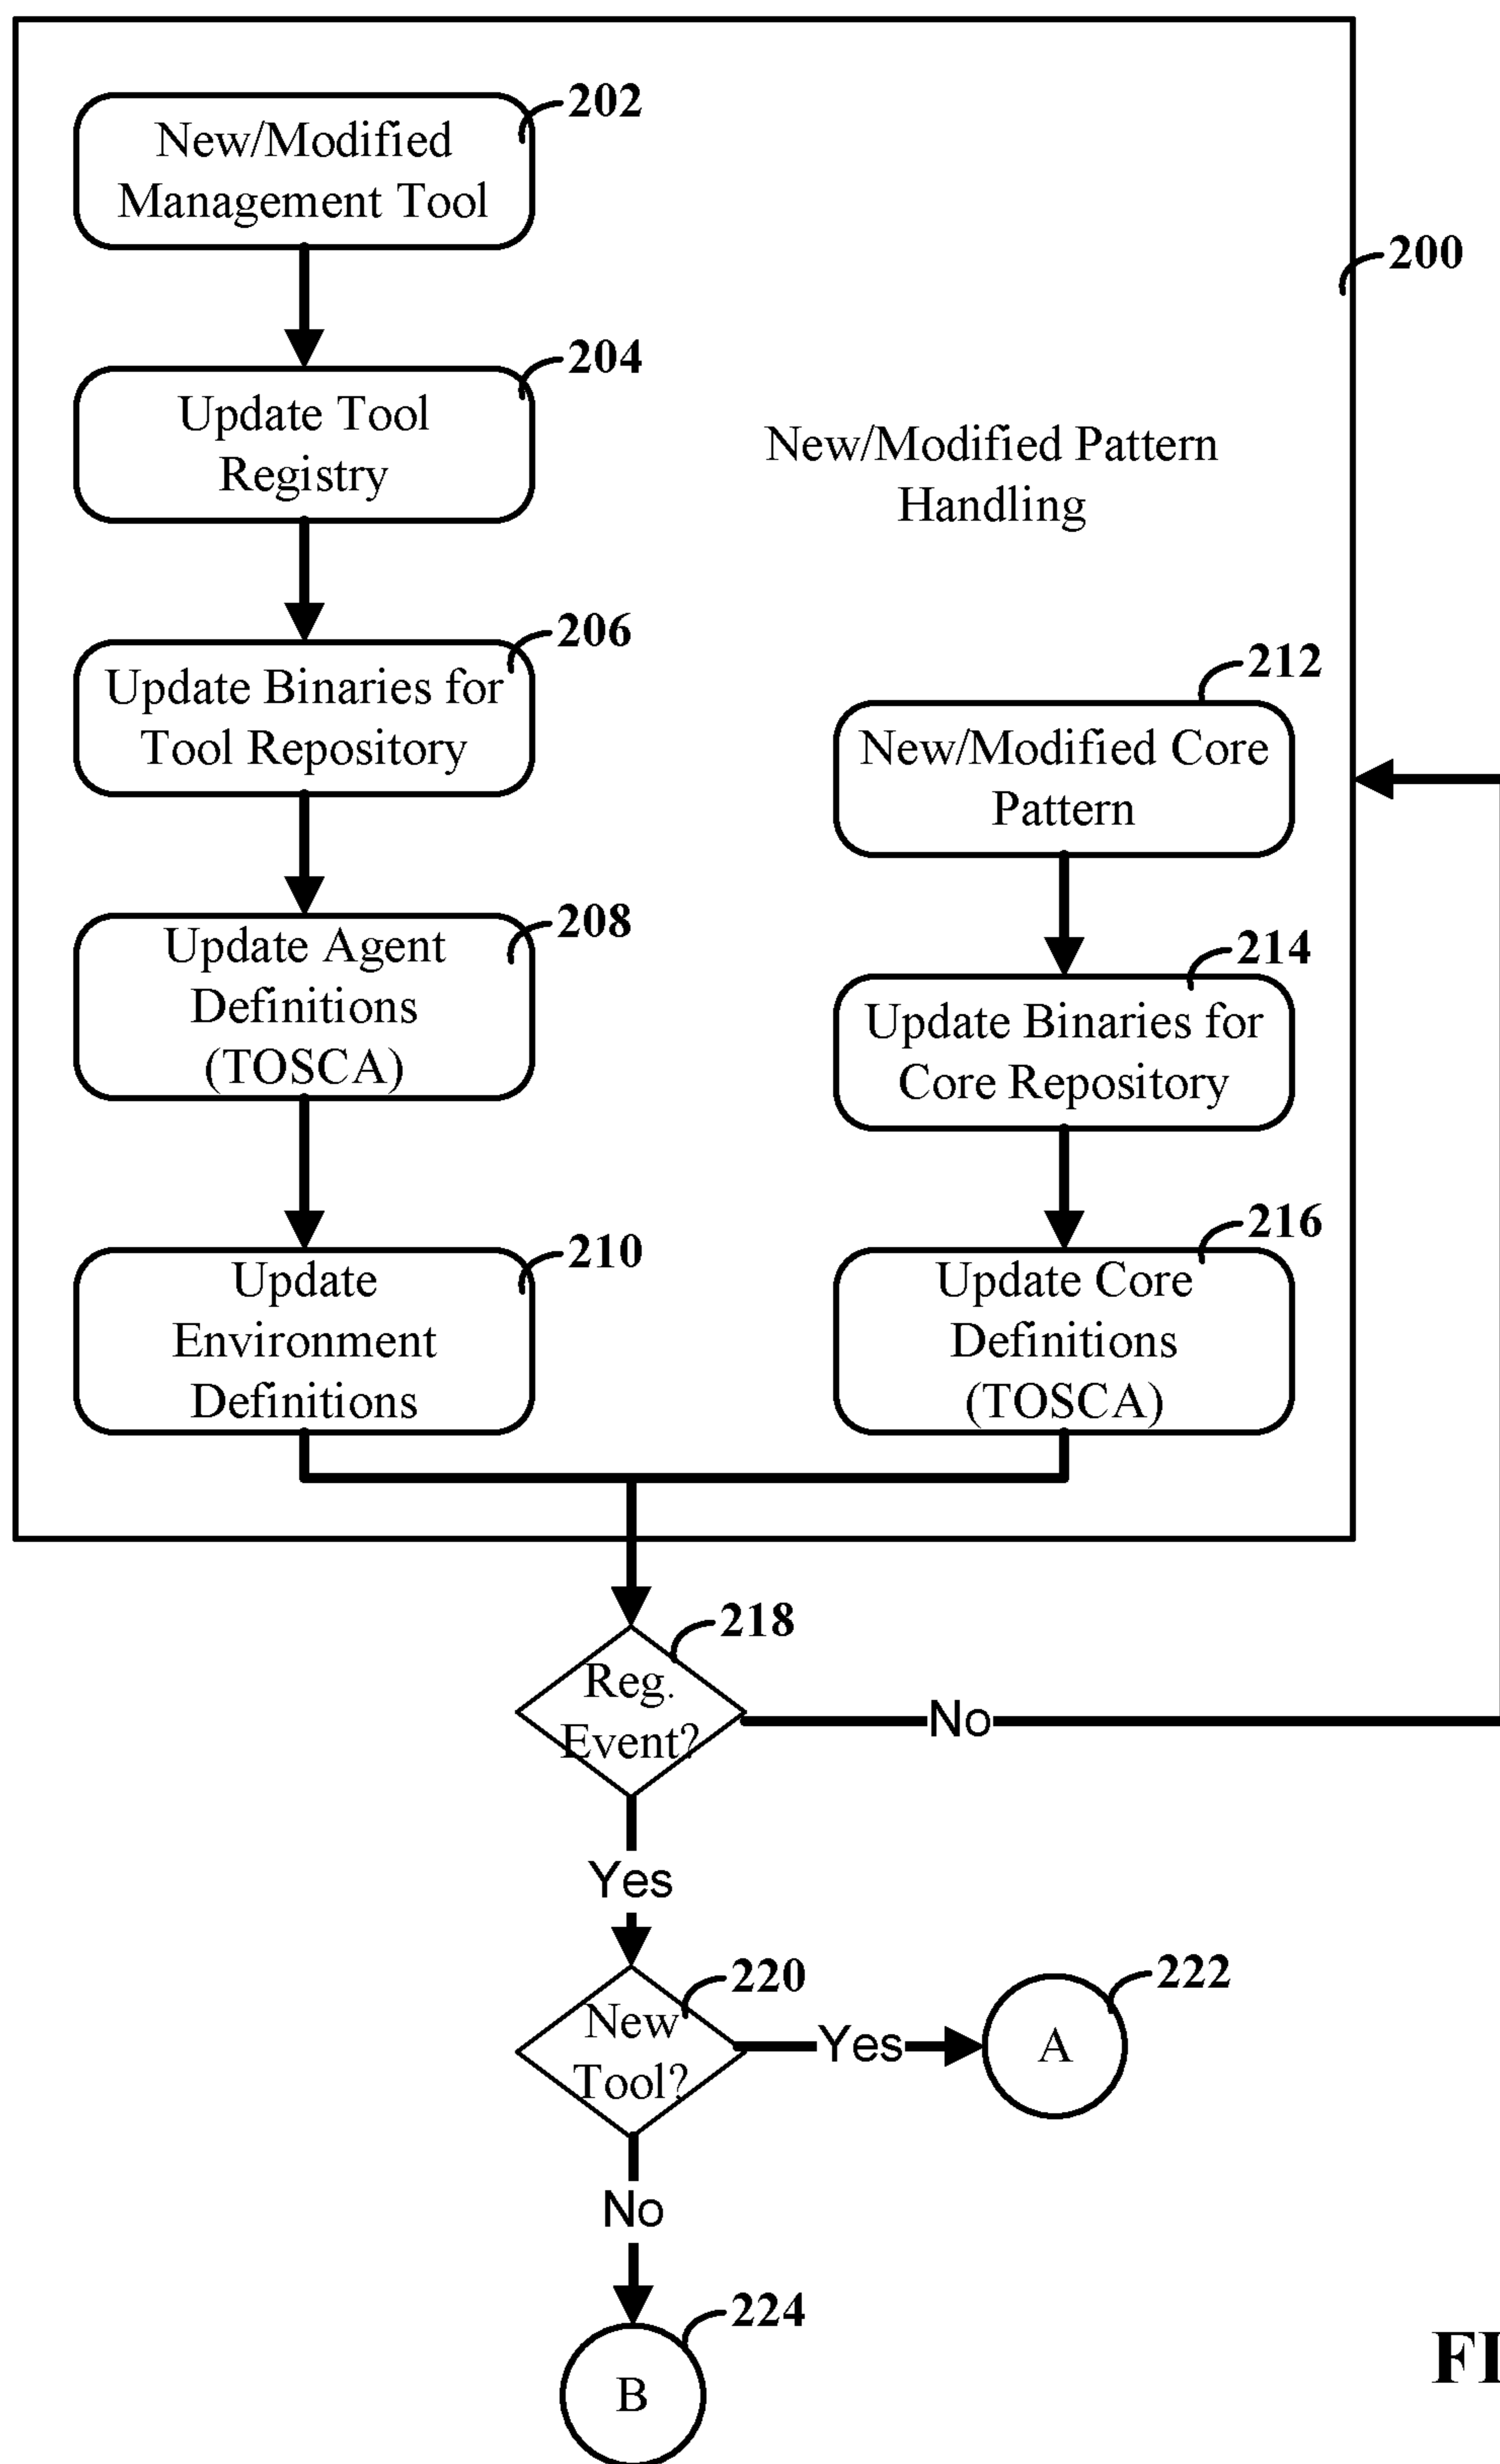 202
New/Modified
Management Tool
200
204
Update Tool
Registry
New/Modified Pattern
Handling
206
Update Binaries for
Tool Repository
212
New/Modified Core
Pattern
208
Update Agent
Definitions
(TOSCA)
214
Update Binaries for
Core Repository
210
Update
Environment
Definitions
216
Update Core
Definitions
(TOSCA)
218
Reg.
Event?
No
Yes
220
New
Tool?
Yes
222
A
No
224
B
FI